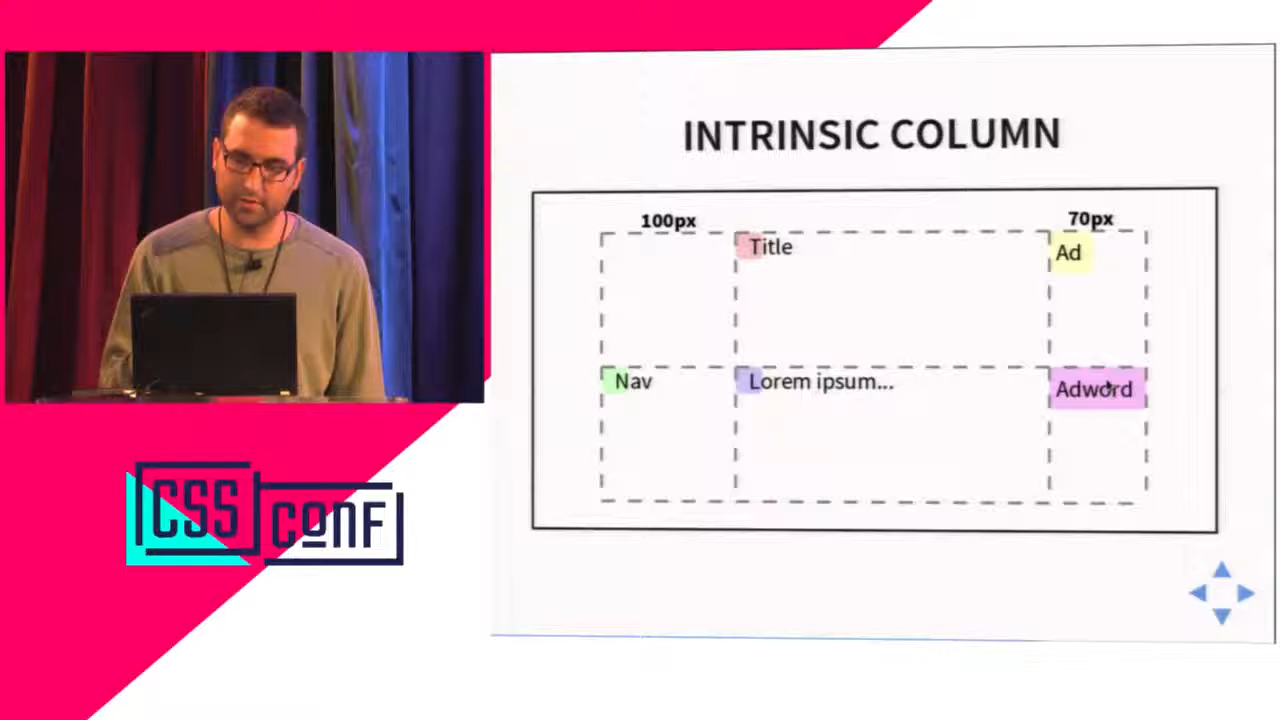 INTRINSIC COLUMN
100px
70px
Title
Ad
Nav
Lorem ipsum...
Adword
CSS
CONF